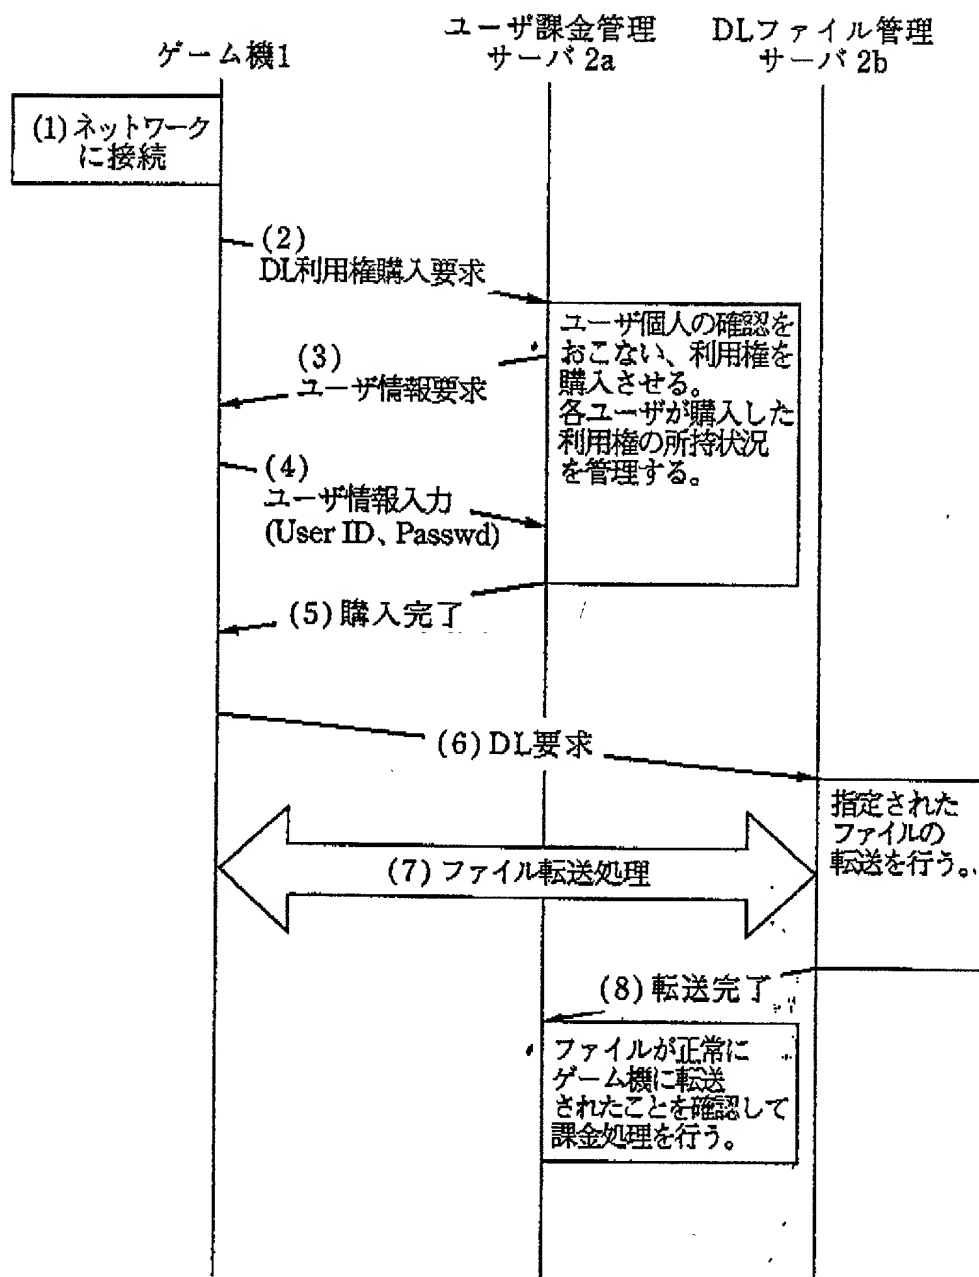 ゲーム機1
ユーザ課金管理
サーバ 2a
DLファイル管理
サーバ 2b
(1) ネットワーク
に接続
(2)
DL利用権購入要求
ユーザ個人の確認を
おこない、利用権を
購入させる。
各ユーザが購入した
利用権の所持状況
を管理する。
(3)
ユーザ情報要求
(4)
ユーザ情報入力
(User ID、Passwd)
(5) 購入完了
(6) DL要求
指定された
ファイルの
転送を行う。
(7) ファイル転送処理
(8) 転送完了
ファイルが正常に
ゲーム機に転送
されたことを確認して
課金処理を行う。